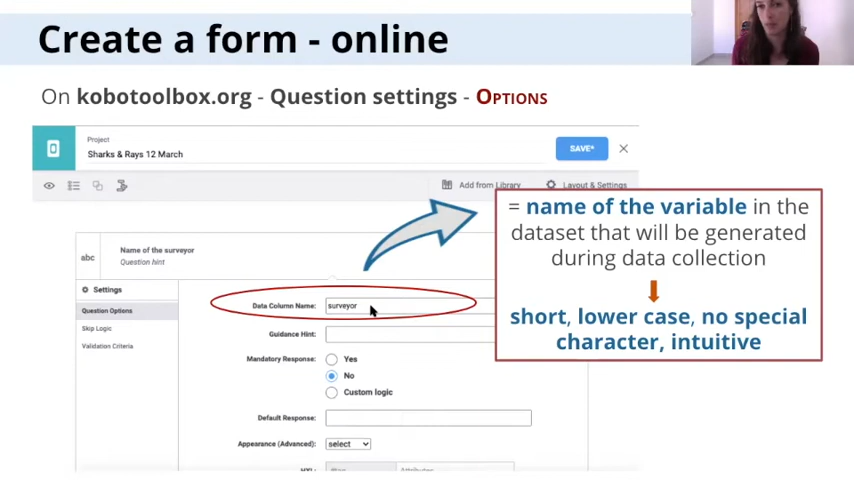 Create a form - online
On kobotoolbox.org - Question settings - OPTIONS
Project
Sharks & Rays 12 March
SAVE*
Add from Library
Layout & Settings
= name of the variable in the
dataset that will be generated
during data collection
short, lower case, no special
character, intuitive
abc
Name of the surveyor
Question hint
Settings
Question Options
Skip Logic
Validation Criteria
Data Column Name:
surveyor
Guidance Hint:
Mandatory Response:
Yes
No
Custom logic
Default Response:
Appearance (Advanced):
select